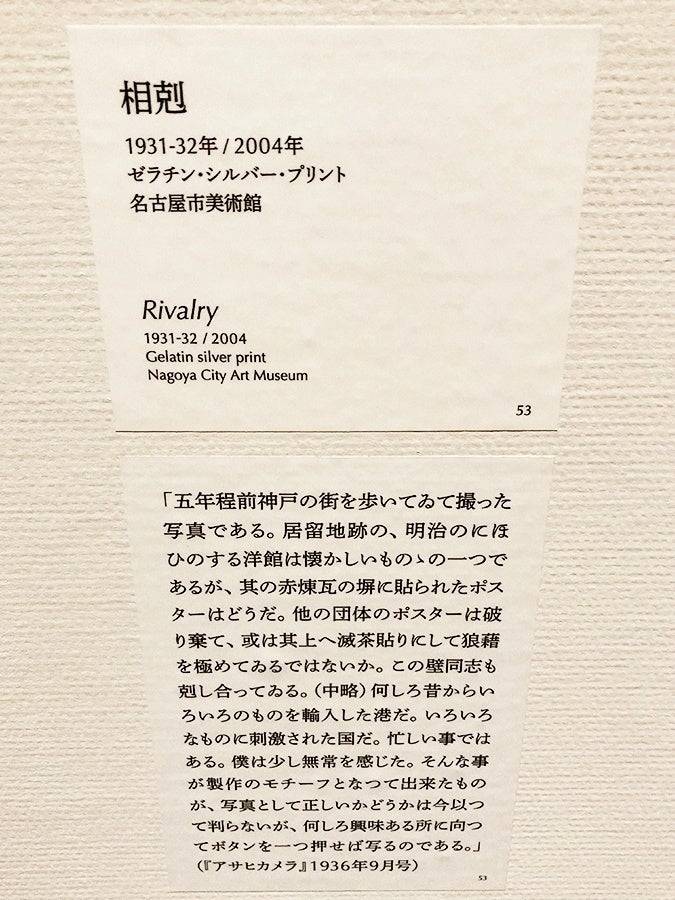 相剋
1931-32年 / 2004年
ゼラチン・シルバー・プリント
名古屋市美術館
Rivalry
1931-32 / 2004
Gelatin silver print
Nagoya City Art Museum
53
「五年程前神戸の街を歩いてゐて撮った
写真である。居留地跡の、明治のにほ
ひのする洋館は懐かしいものゝの一つで
あるが、其の赤煉瓦の塀に貼られたポス
ターはどうだ。他の団体のポスターは破
り棄て、或は其上へ滅茶貼りにして狼藉
を極めてゐるではないか。この壁同志も
剋し合ってゐる。（中略）何しろ昔からい
ろいろのものを輸入した港だ。いろいろ
なものに刺激された国だ。忙しい事では
ある。僕は少し無常を感じた。そんな事
が製作のモチーフとなつて出来たもの
が、写真として正しいかどうかは今以つ
て判らないが、何しろ興味ある所に向つ
てボタンを一つ押せば写るのである。」
（『アサヒカメラ』1936年9月号）
53